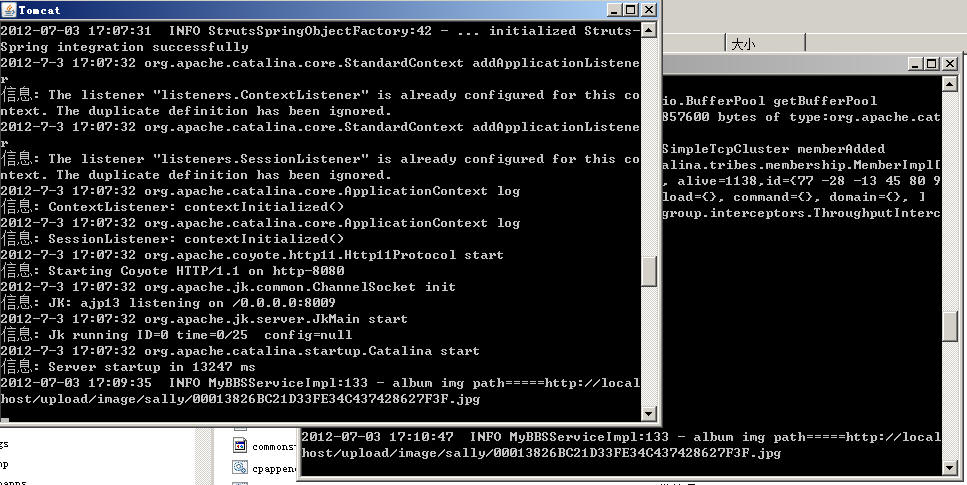 Tomcat
2012-07-03 17:07:31  INFO StrutsSpringObjectFactory:42 - ... initialized Struts-
Spring integration successfully
2012-7-3 17:07:32 org.apache.catalina.core.StandardContext addApplicationListene
r
信息: The listener "listeners.ContextListener" is already configured for this co
ntext. The duplicate definition has been ignored.
2012-7-3 17:07:32 org.apache.catalina.core.StandardContext addApplicationListene
r
信息: The listener "listeners.SessionListener" is already configured for this co
ntext. The duplicate definition has been ignored.
2012-7-3 17:07:32 org.apache.catalina.core.ApplicationContext log
信息: ContextListener: contextInitialized()
2012-7-3 17:07:32 org.apache.catalina.core.ApplicationContext log
信息: SessionListener: contextInitialized()
2012-7-3 17:07:32 org.apache.coyote.http11.Http11Protocol start
信息: Starting Coyote HTTP/1.1 on http-8080
2012-7-3 17:07:32 org.apache.jk.common.ChannelSocket init
信息: JK: ajp13 listening on /0.0.0.0:8009
2012-7-3 17:07:32 org.apache.jk.server.JkMain start
信息: Jk running ID=0 time=0/25  config=null
2012-7-3 17:07:32 org.apache.catalina.startup.Catalina start
信息: Server startup in 13247 ms
2012-07-03 17:09:35  INFO MyBBSServiceImpl:133 - album img path=====http://local
host/upload/image/sally/00013826BC21D33FE34C437428627F3F.jpg
大小
io.BufferPool getBufferPool
857600 bytes of type:org.apache.cat
SimpleTcpCluster memberAdded
alina.tribes.membership.MemberImpl[
, alive=1138,id={77 -28 -13 45 80 9
load={}, command={}, domain={}, ]
group.interceptors.ThroughputInterc
2012-07-03 17:10:47  INFO MyBBSServiceImpl:133 - album img path=====http://local
host/upload/image/sally/00013826BC21D33FE34C437428627F3F.jpg
gs
mp
bapps
commonst
cpappend